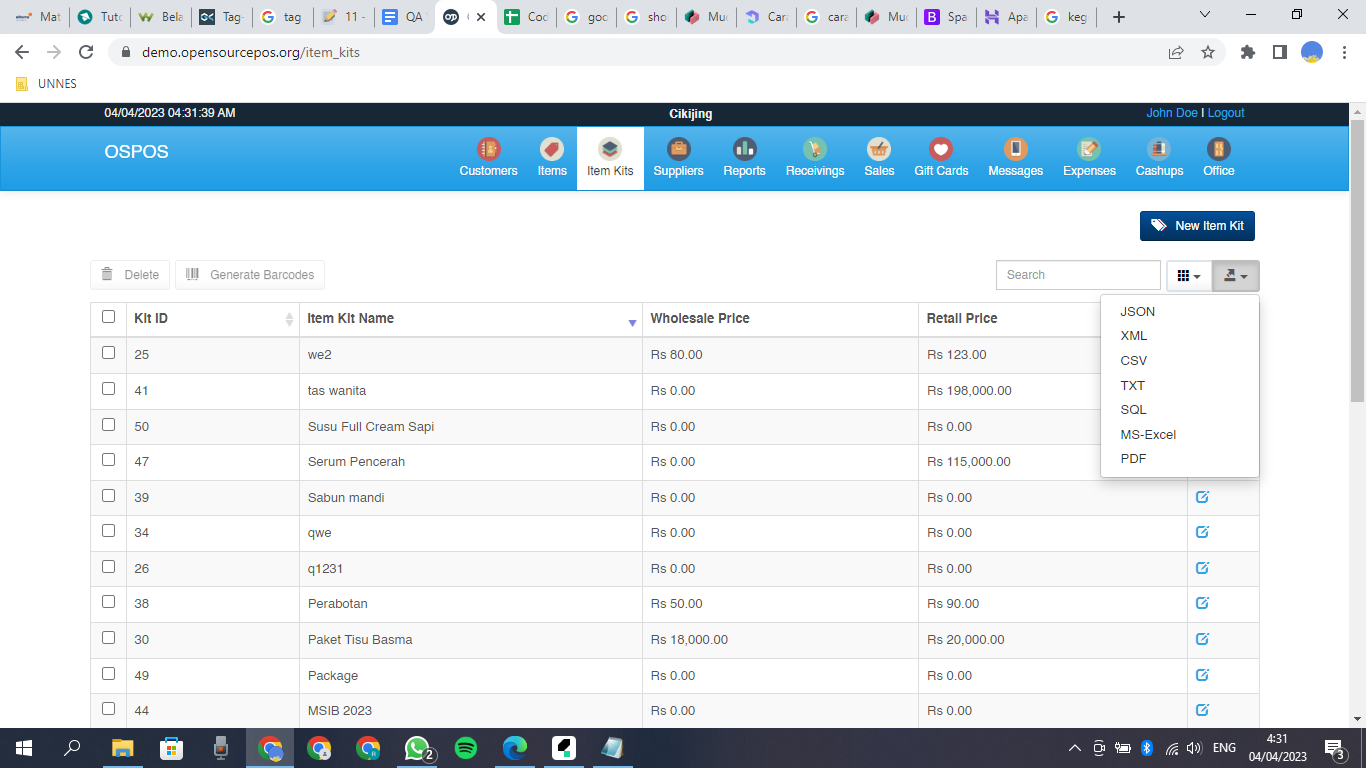 Mat
Tuto
Bela
Tag-
tag
11 -
QA
Cod
goo
sho
Muc
Cara
cara
Muc
Spa
Apa
keg
demo.opensourcepos.org/item_kits
UNNES
04/04/2023 04:31:39 AM
Cikijing
John Doe | Logout
OSPOS
Customers
Items
Item Kits
Suppliers
Reports
Receivings
Sales
Gift Cards
Messages
Expenses
Cashups
Office
New Item Kit
Delete
Generate Barcodes
Search
JSON
XML
CSV
TXT
SQL
MS-Excel
PDF
Kit ID Item Kit Name Wholesale Price Retail Price
25 we2 Rs 80.00 Rs 123.00
41 tas wanita Rs 0.00 Rs 198,000.00
50 Susu Full Cream Sapi Rs 0.00 Rs 0.00
47 Serum Pencerah Rs 0.00 Rs 115,000.00
39 Sabun mandi Rs 0.00 Rs 0.00
34 qwe Rs 0.00 Rs 0.00
26 q1231 Rs 0.00 Rs 0.00
38 Perabotan Rs 50.00 Rs 90.00
30 Paket Tisu Basma Rs 18,000.00 Rs 20,000.00
49 Package Rs 0.00 Rs 0.00
44 MSIB 2023 Rs 0.00 Rs 0.00
2
ENG
4:31
04/04/2023
3